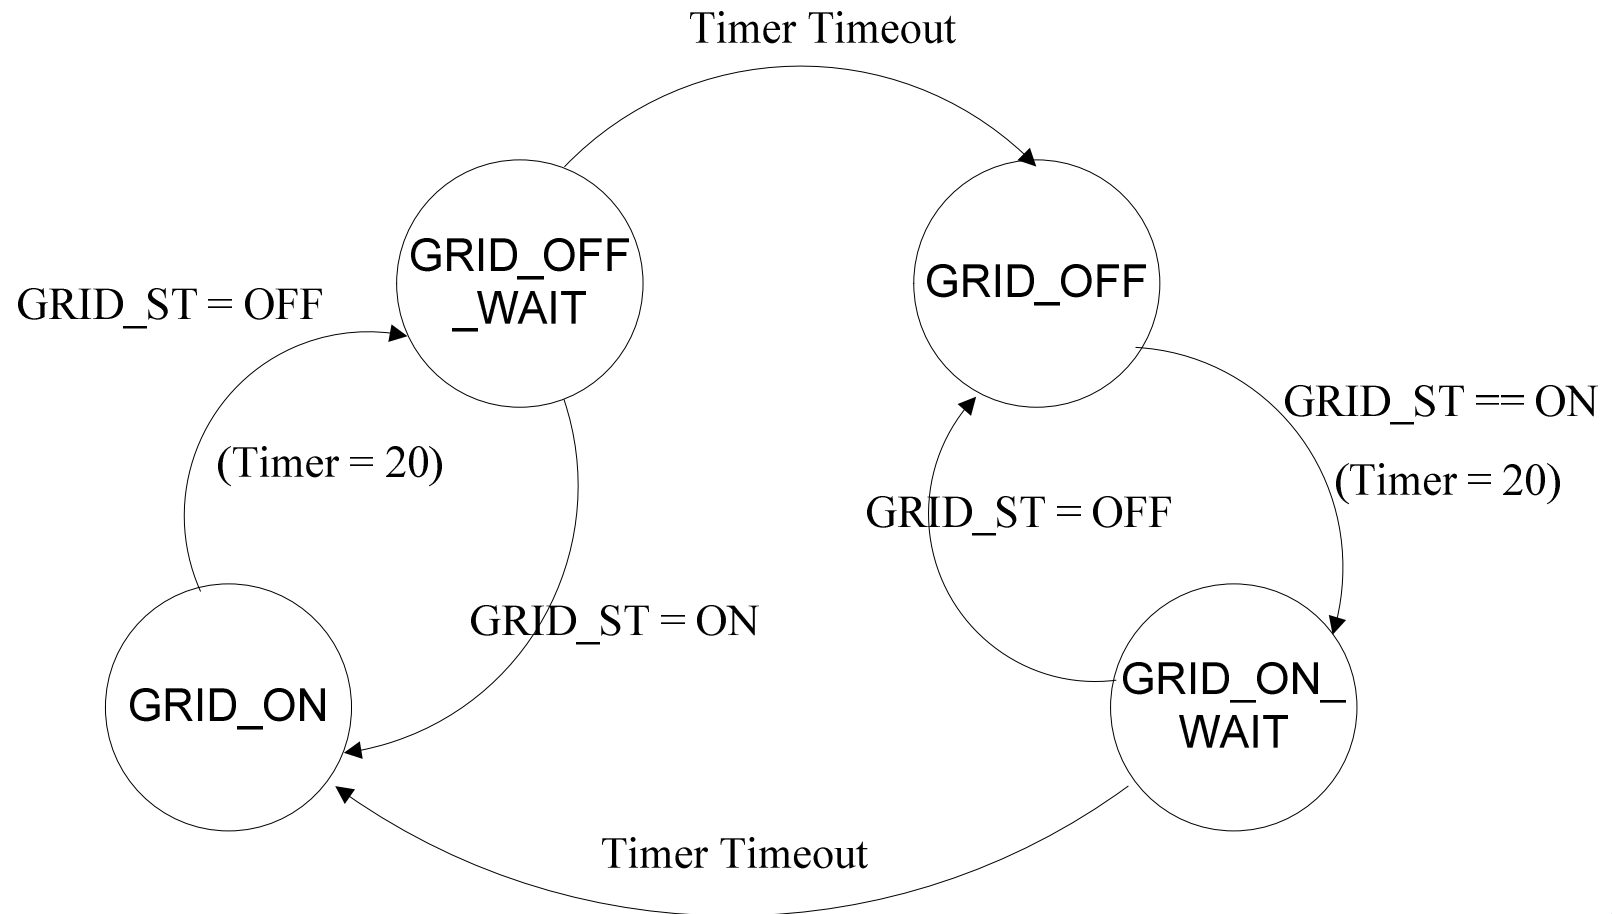 Timer Timeout
GRID_OFF
_WAIT
GRID_OFF
GRID_ST = OFF
GRID_ST == ON
(Timer = 20)
(Timer = 20)
GRID_ST = OFF
GRID_ST = ON
GRID_ON
GRID_ON_
WAIT
Timer Timeout